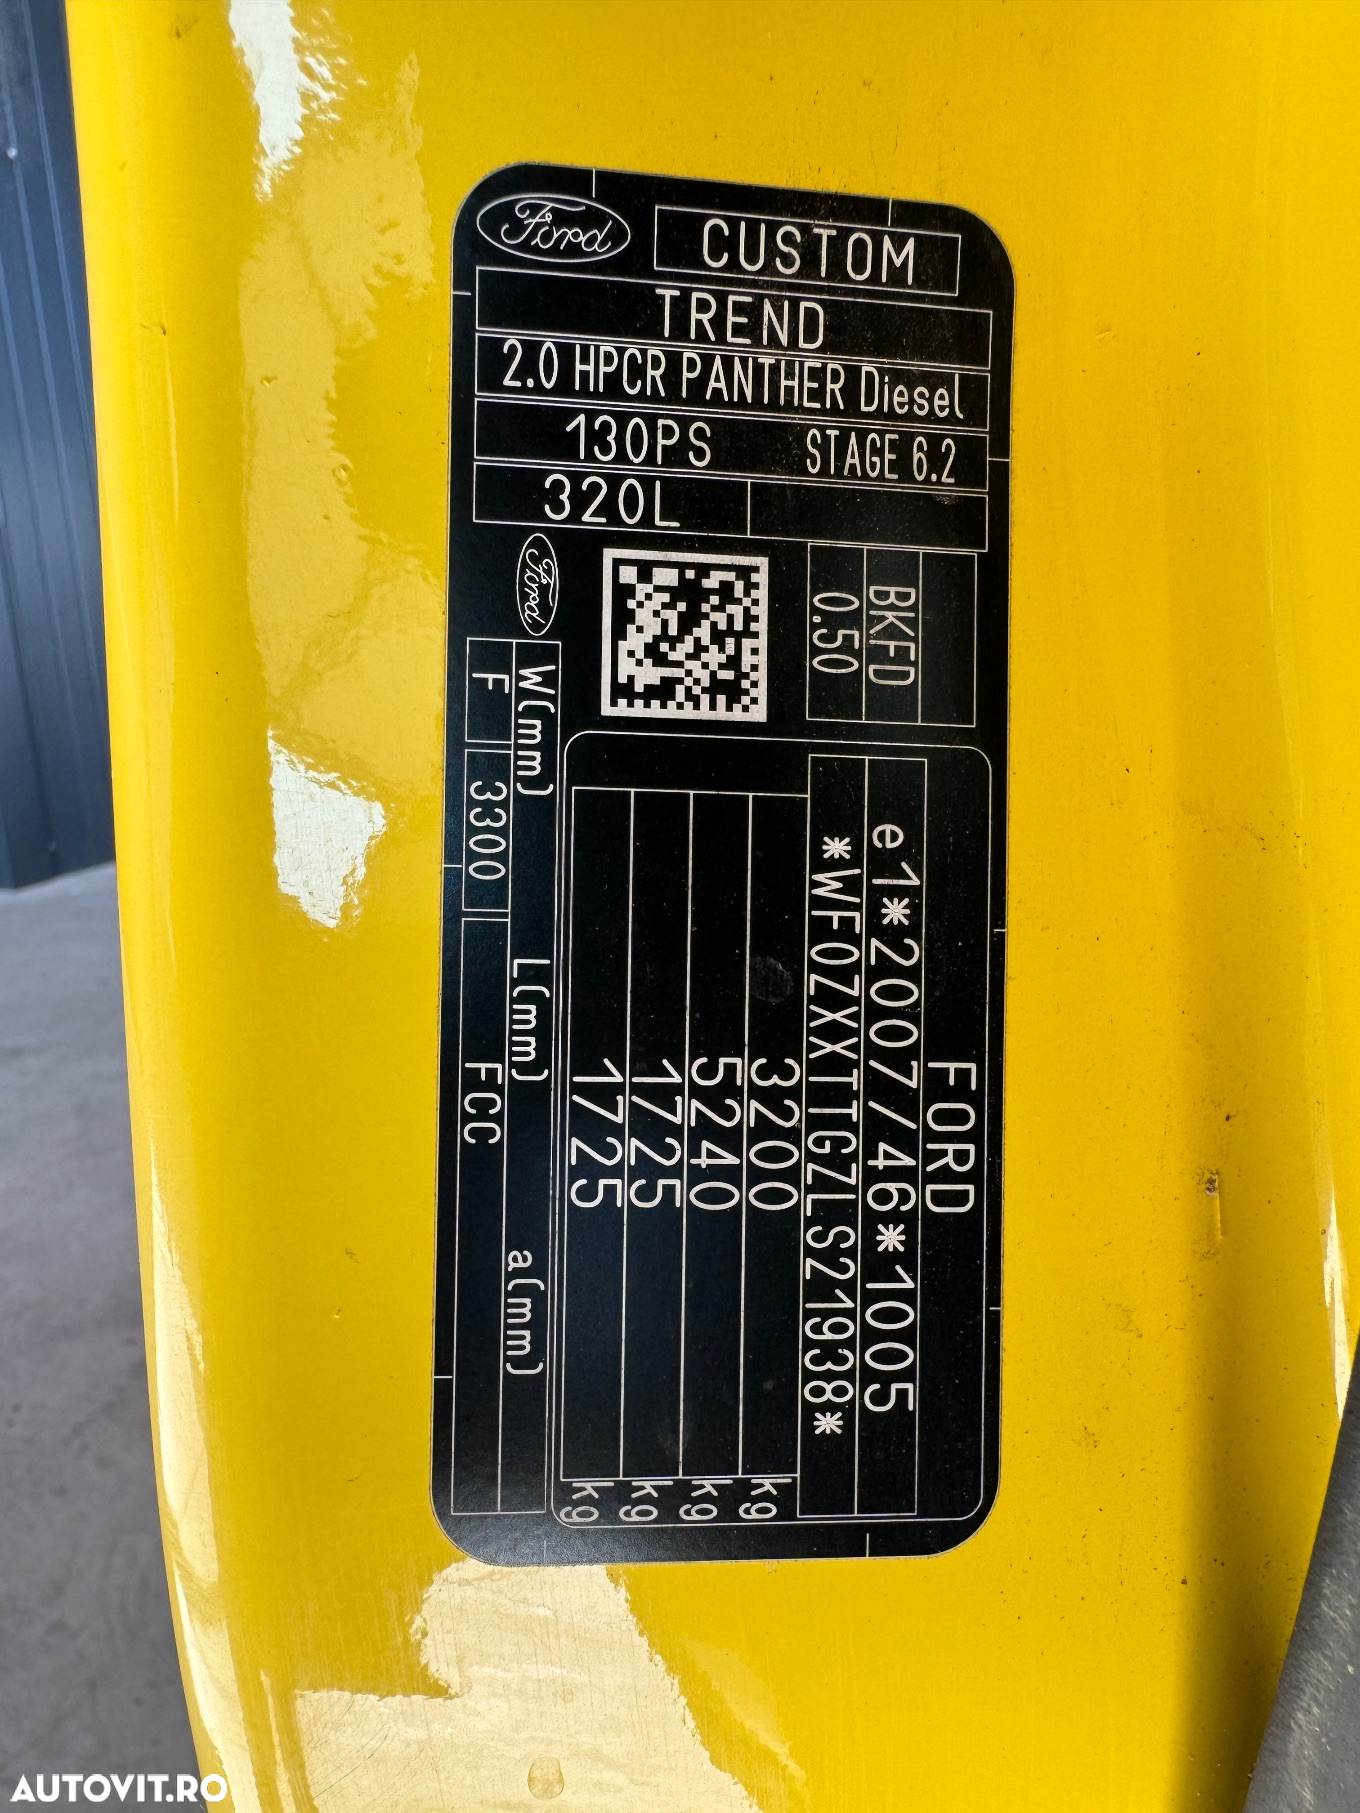 Ford CUSTOM
TREND
2.0 HPCR PANTHER Diesel
130PS STAGE 6.2
320L
BKFD
0.50
Ford
FORD
e1*2007/46*1005
*WF0ZXXTTGZLS21938*
3200 kg
5240 kg
1725 kg
1725 kg
W(mm) L(mm) a(mm)
F 3300 FCC
AUTOVIT.RO